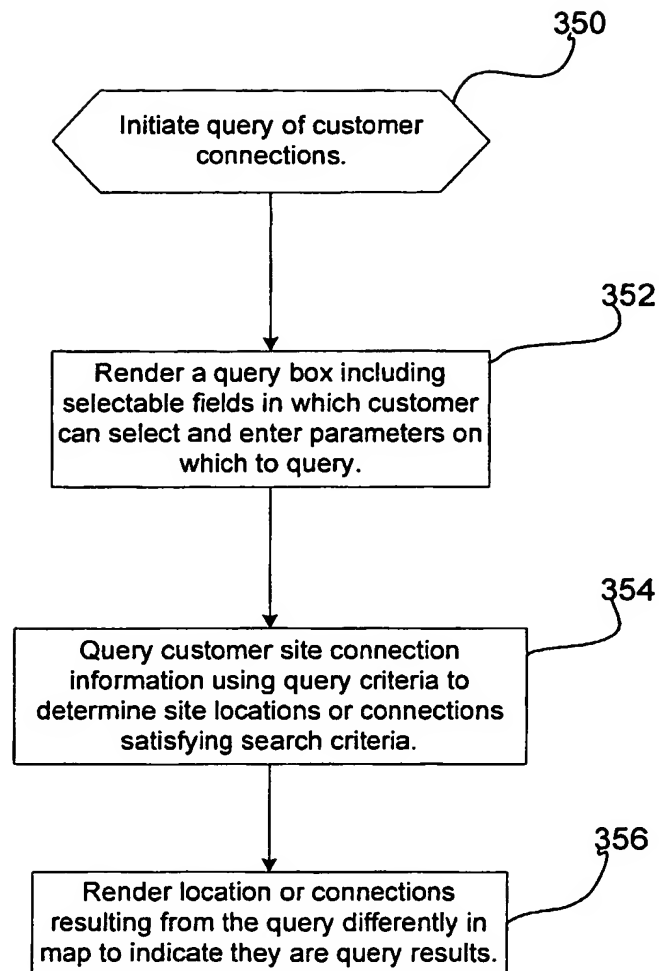 350
Initiate query of customer
connections.
352
Render a query box including
selectable fields in which customer
can select and enter parameters on
which to query.
354
Query customer site connection
information using query criteria to
determine site locations or connections
satisfying search criteria.
356
Render location or connections
resulting from the query differently in
map to indicate they are query results.